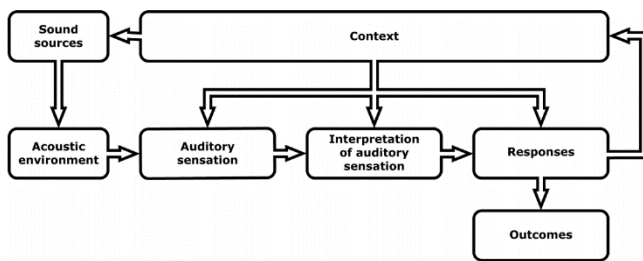 Sound
sources
Context
Acoustic
environment
Auditory
sensation
Interpretation
of auditory
sensation
Responses
Outcomes